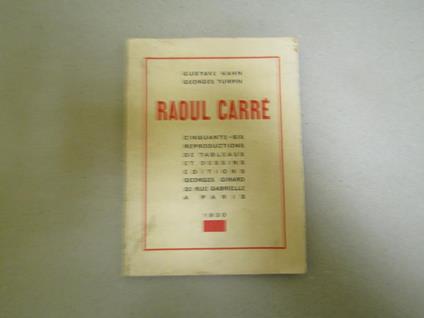 GUSTAVE KAHN
GEORGES TURPIN
RAOUL CARRÉ
CINQUANTE-SIX
REPRODUCTIONS
DE TABLEAUX
ET DESSINS
EDITIONS
GEORGES GIRARD
RUE GABRIELLE
A PARIS
1930